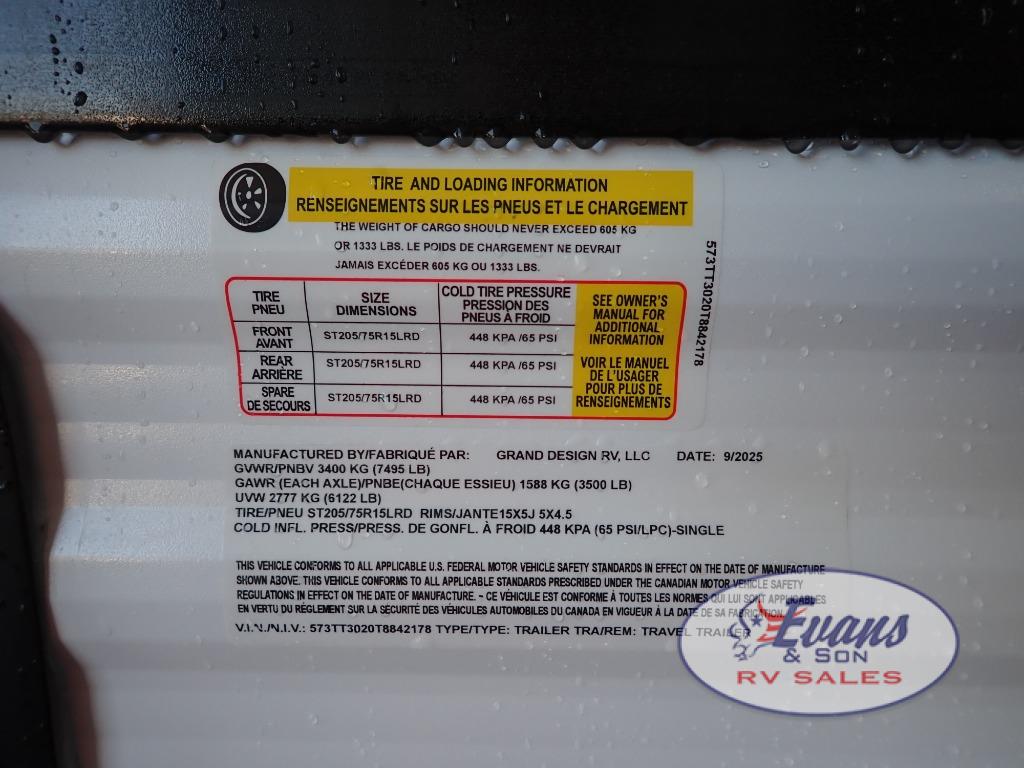 TIRE AND LOADING INFORMATION
RENSEIGNEMENTS SUR LES PNEUS ET LE CHARGEMENT
THE WEIGHT OF CARGO SHOULD NEVER EXCEED 605 KG
OR 1333 LBS. LE POIDS DE CHARGEMENT NE DEVRAIT
JAMAIS EXCÉDER 605 KG OU 1333 LBS.
573TT3020T8842178
TIRE
PNEU
SIZE
DIMENSIONS
COLD TIRE PRESSURE
PRESSION DES
PNEUS À FROID
FRONT
AVANT
ST205/75R15LRD
448 KPA /65 PSI
REAR
ARRIÈRE
ST205/75R15LRD
448 KPA /65 PSI
SPARE
DE SECOURS
ST205/75R15LRD
448 KPA /65 PSI
SEE OWNER'S
MANUAL FOR
ADDITIONAL
INFORMATION
VOIR LE MANUEL
DE L'USAGER
POUR PLUS DE
RENSEIGNEMENTS
MANUFACTURED BY/FABRIQUÉ PAR: GRAND DESIGN RV, LLC DATE: 9/2025
GVWR/PNBV 3400 KG (7495 LB)
GAWR (EACH AXLE)/PNBE(CHAQUE ESSIEU) 1588 KG (3500 LB)
UVW 2777 KG (6122 LB)
TIRE/PNEU ST205/75R15LRD RIMS/JANTE15X5J 5X4.5
COLD INFL. PRESS/PRESS. DE GONFL. À FROID 448 KPA (65 PSI/LPC)-SINGLE
THIS VEHICLE CONFORMS TO ALL APPLICABLE U.S. FEDERAL MOTOR VEHICLE SAFETY STANDARDS IN EFFECT ON THE DATE OF MANUFACTURE
SHOWN ABOVE. THIS VEHICLE CONFORMS TO ALL APPLICABLE STANDARDS PRESCRIBED UNDER THE CANADIAN MOTOR VEHICLE SAFETY
REGULATIONS IN EFFECT ON THE DATE OF MANUFACTURE. - CE VÉHICULE EST CONFORME À TOUTES LES NORMES QUI LUI SONT APPLICABLES
EN VERTU DU RÈGLEMENT SUR LA SÉCURITÉ DES VÉHICULES AUTOMOBILES DU CANADA EN VIGUEUR À LA DATE DE SA FABRICATION.
V.I.N./N.I.V.: 573TT3020T8842178 TYPE/TYPE: TRAILER TRA/REM: TRAVEL TRAILER
Evans
& SON
RV SALES